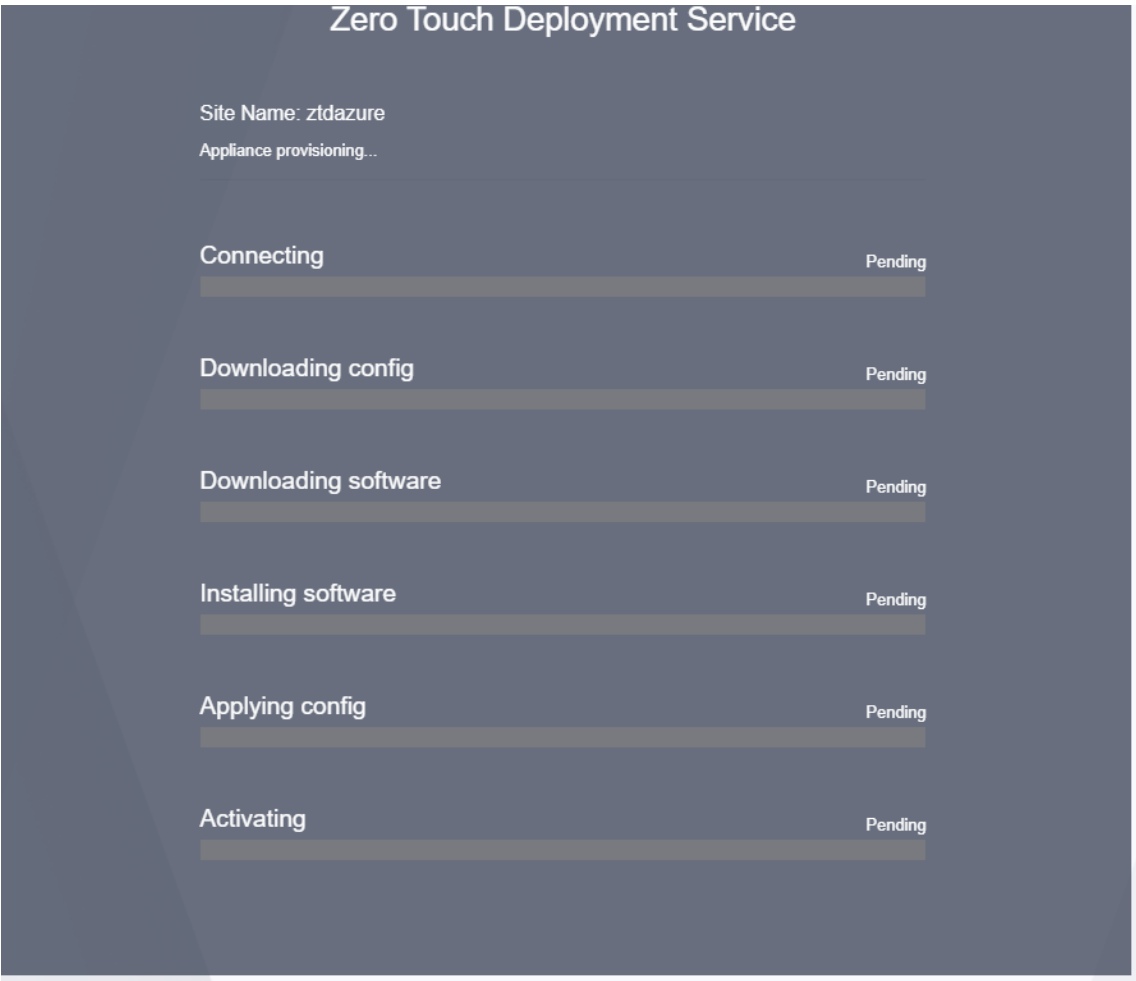 Zero Touch Deployment Service
Site Name: ztdazure
Appliance provisioning...
Connecting
Pending
Downloading config
Pending
Downloading software
Pending
Installing software
Pending
Applying config
Pending
Activating
Pending